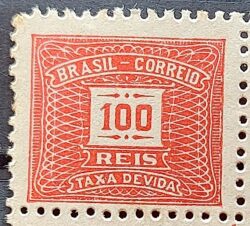 BRASIL-CORREIO
100
REIS
TAXA DEVIDA